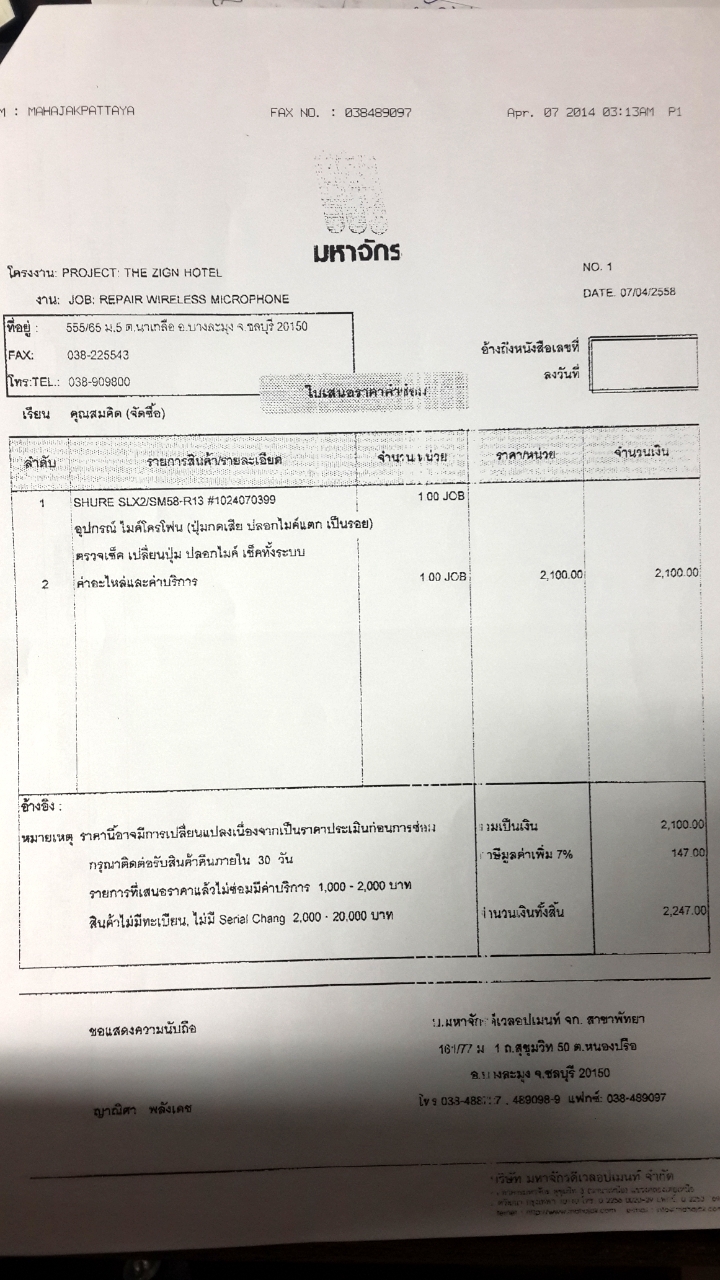 M : MAHAJAKPATTAYA FAX NO. : 038489097 Apr. 07 2014 03:13AM P1
มหาจักร
โครงงาน: PROJECT: THE ZIGN HOTEL NO. 1
งาน: JOB: REPAIR WIRELESS MICROPHONE DATE. 07/04/2558
ที่อยู่ : 555/65 ม.5 ต.นาเกลือ อ.บางละมุง จ.ชลบุรี 20150
อ้างถึงหนังสือเลขที่
FAX: 038-225543
ลงวันที่
โทร:TEL.: 038-909800
ใบเสนอราคาค่าซ่อม
เรียน คุณสมคิด (จัดซื้อ)
ลำดับ รายการสินค้า/รายละเอียด จำนวน หน่วย ราคา/หน่วย จำนวนเงิน
1 SHURE SLX2/SM58-R13 #1024070399 1 00 JOB
อุปกรณ์ ไมค์โครโฟน (ปุ่มกดเสีย ปลอกไมค์แตก เป็นรอย)
ตรวจเช็ค เปลี่ยนปุ่ม ปลอกไมค์ เช็คทั้งระบบ
2 ค่าอะไหล่และค่าบริการ 1 00 JOB 2,100.00 2,100.00
อ้างอิง :
หมายเหตุ ราคานี้อาจมีการเปลี่ยนแปลงเนื่องจากเป็นราคาประเมินก่อนการซ่อม รวมเป็นเงิน 2,100.00
กรุณาติดต่อรับสินค้าคืนภายใน 30 วัน ภาษีมูลค่าเพิ่ม 7% 147.00
รายการที่เสนอราคาแล้วไม่ซ่อมมีค่าบริการ 1,000 - 2,000 บาท
สินค้าไม่มีทะเบียน, ไม่มี Serial Chang 2,000 - 20,000 บาท จำนวนเงินทั้งสิ้น 2,247.00
ขอแสดงความนับถือ
บ.มหาจักรดีเวลอปเมนท์ จก. สาขาพัทยา
ม 1 ถ.สุขุมวิท 50 ต.หนองปรือ
อ.บางละมุง จ.ชลบุรี 20150
ญาณิศา พลังเดช
โทร 489098-9 แฟกซ์: 038-489097
บริษัท มหาจักรดีเวลอปเมนท์ จำกัด